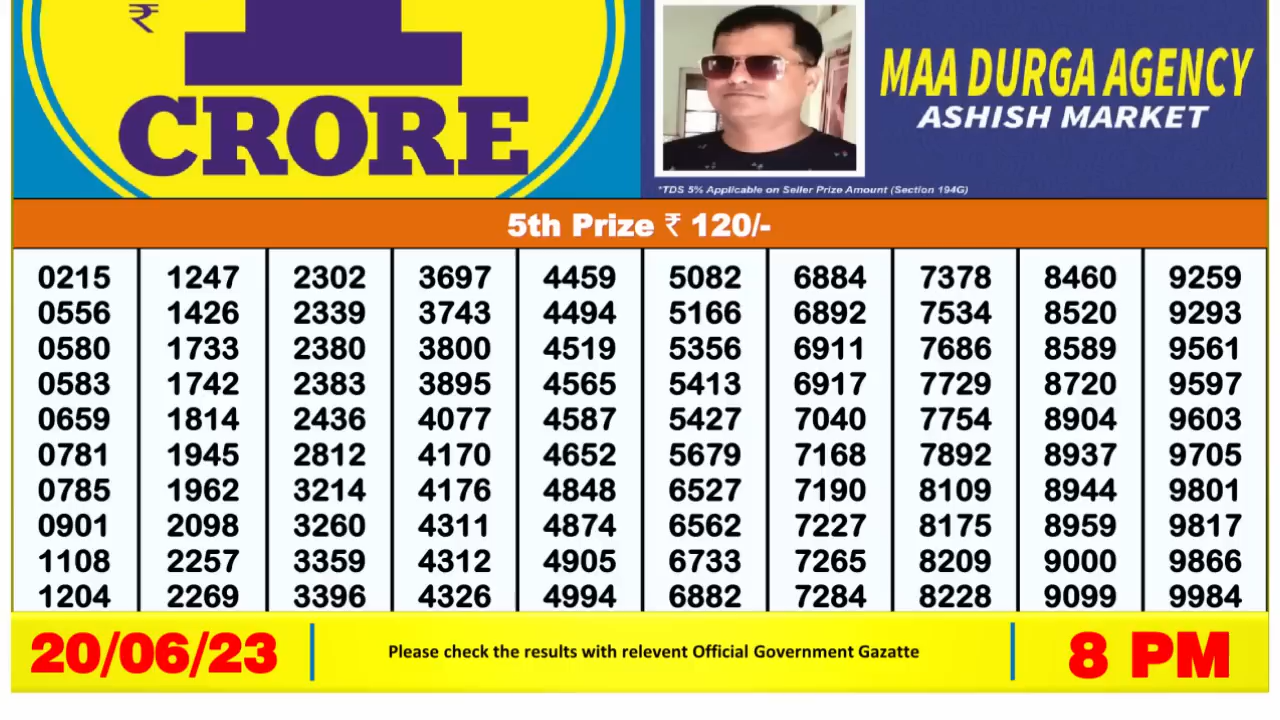 ₹ 1
CRORE
MAA DURGA AGENCY
ASHISH MARKET
*TDS 5% Applicable on Seller Prize Amount (Section 194G)
5th Prize ₹ 120/-
0215 1247 2302 3697 4459 5082 6884 7378 8460 9259
0556 1426 2339 3743 4494 5166 6892 7534 8520 9293
0580 1733 2380 3800 4519 5356 6911 7686 8589 9561
0583 1742 2383 3895 4565 5413 6917 7729 8720 9597
0659 1814 2436 4077 4587 5427 7040 7754 8904 9603
0781 1945 2812 4170 4652 5679 7168 7892 8937 9705
0785 1962 3214 4176 4848 6527 7190 8109 8944 9801
0901 2098 3260 4311 4874 6562 7227 8175 8959 9817
1108 2257 3359 4312 4905 6733 7265 8209 9000 9866
1204 2269 3396 4326 4994 6882 7284 8228 9099 9984
20/06/23 Please check the results with relevent Official Government Gazatte 8 PM